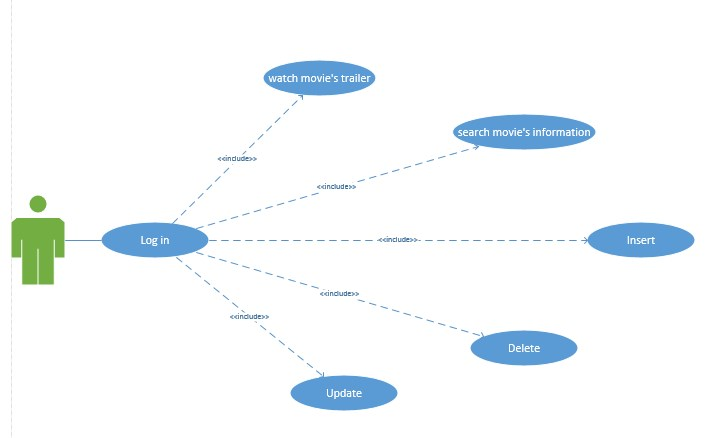 watch movie's trailer
search movie's information
<<include>>
<<include>>
Log in
<<include>>
Insert
<<include>>
<<include>>
Delete
Update